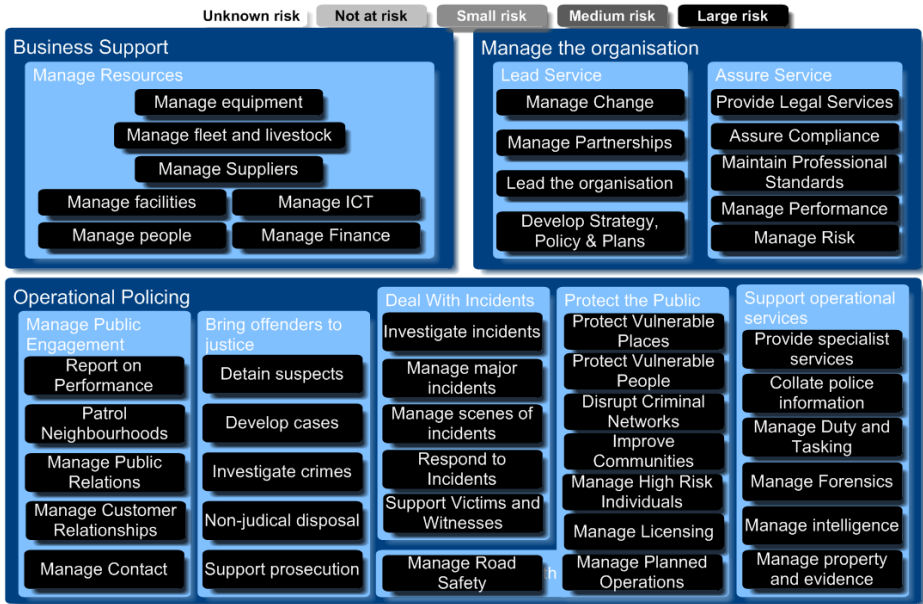 Unknown risk Not at risk Small risk Medium risk Large risk
Business Support
Manage Resources
Manage equipment
Manage fleet and livestock
Manage Suppliers
Manage facilities Manage ICT
Manage people Manage Finance
Manage the organisation
Lead Service
Manage Change
Manage Partnerships
Lead the organisation
Develop Strategy,
Policy & Plans
Assure Service
Provide Legal Services
Assure Compliance
Maintain Professional
Standards
Manage Performance
Manage Risk
Operational Policing
Manage Public
Engagement
Report on
Performance
Patrol
Neighbourhoods
Manage Public
Relations
Manage Customer
Relationships
Manage Contact
Bring offenders to
justice
Detain suspects
Develop cases
Investigate crimes
Non-judical disposal
Support prosecution
Deal With Incidents
Investigate incidents
Manage major
incidents
Manage scenes of
incidents
Respond to
Incidents
Support Victims and
Witnesses
Manage Road
Safety
Protect the Public
Protect Vulnerable
Places
Protect Vulnerable
People
Disrupt Criminal
Networks
Improve
Communities
Manage High Risk
Individuals
Manage Licensing
Manage Planned
Operations
Support operational
services
Provide specialist
services
Collate police
information
Manage Duty and
Tasking
Manage Forensics
Manage intelligence
Manage property
and evidence